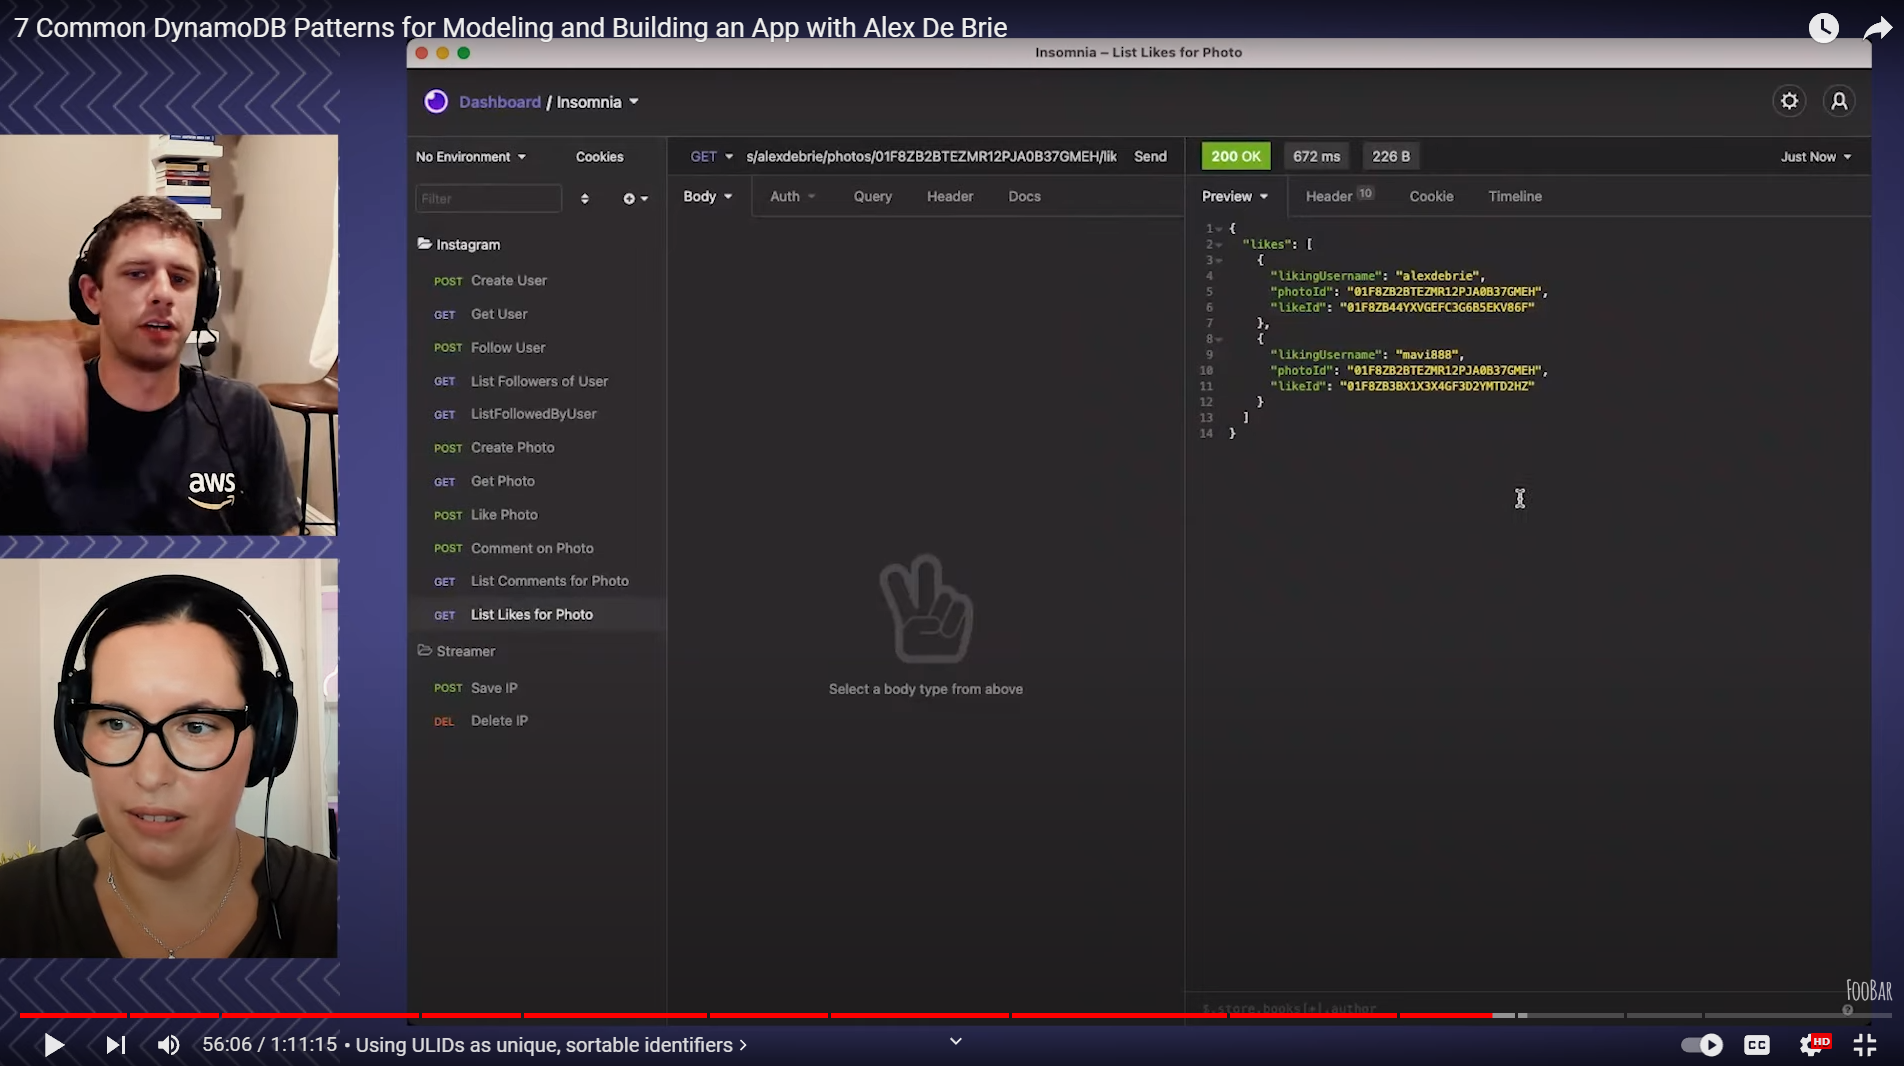 7 Common DynamoDB Patterns for Modeling and Building an App with Alex De Brie
Insomnia – List Likes for Photo
Dashboard / Insomnia
No Environment
Cookies
GET s/alexdebrie/photos/01F8ZB2BTEZMR12PJA0B37GMEH/lik Send
200 OK 672 ms 226 B
Just Now
Filter
Body Auth Query Header Docs
Preview Header 10 Cookie Timeline
Instagram
POST Create User
GET Get User
POST Follow User
GET List Followers of User
GET ListFollowedByUser
POST Create Photo
GET Get Photo
POST Like Photo
POST Comment on Photo
GET List Comments for Photo
GET List Likes for Photo
Streamer
POST Save IP
DEL Delete IP
Select a body type from above
1 {
2 "likes": [
3 {
4 "likingUsername": "alexdebrie",
5 "photoId": "01F8ZB2BTEZMR12PJA0B37GMEH",
6 "likeId": "01F8ZB44YXVGEFC3G6B5EKV86F"
7 },
8 {
9 "likingUsername": "mavi888",
10 "photoId": "01F8ZB2BTEZMR12PJA0B37GMEH",
11 "likeId": "01F8ZB3BX1X3X4GF3D2YMTD2HZ"
12 }
13 ]
14 }
aws
$.store.books[*].author
FOOBAR
56:06 / 1:11:15 • Using ULIDs as unique, sortable identifiers
CC
HD